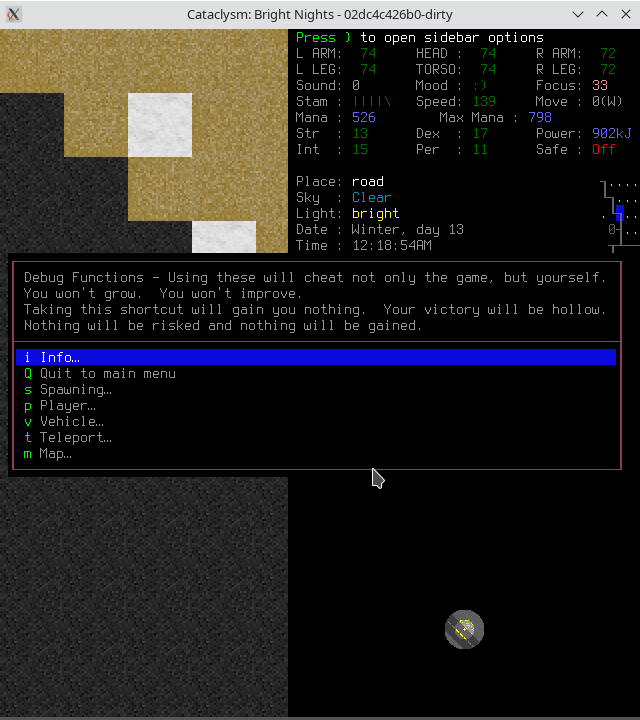 Cataclysm: Bright Nights - 02dc4c426b0-dirty
Press } to open sidebar options
L ARM: 74 HEAD : 74 R ARM: 72
L LEG: 74 TORSO: 74 R LEG: 72
Sound: 0 Mood : :) Focus: 33
Stam : ||||\ Speed: 139 Move : 0(W)
Mana : 526 Max Mana : 798
Str : 13 Dex : 17 Power: 902kJ
Int : 15 Per : 11 Safe : Off
Place: road
Sky : Clear
Light: bright
Date : Winter, day 13
Time : 12:18:54AM
Debug Functions - Using these will cheat not only the game, but yourself.
You won't grow. You won't improve.
Taking this shortcut will gain you nothing. Your victory will be hollow.
Nothing will be risked and nothing will be gained.
i Info…
Q Quit to main menu
s Spawning…
p Player…
v Vehicle…
t Teleport…
m Map…